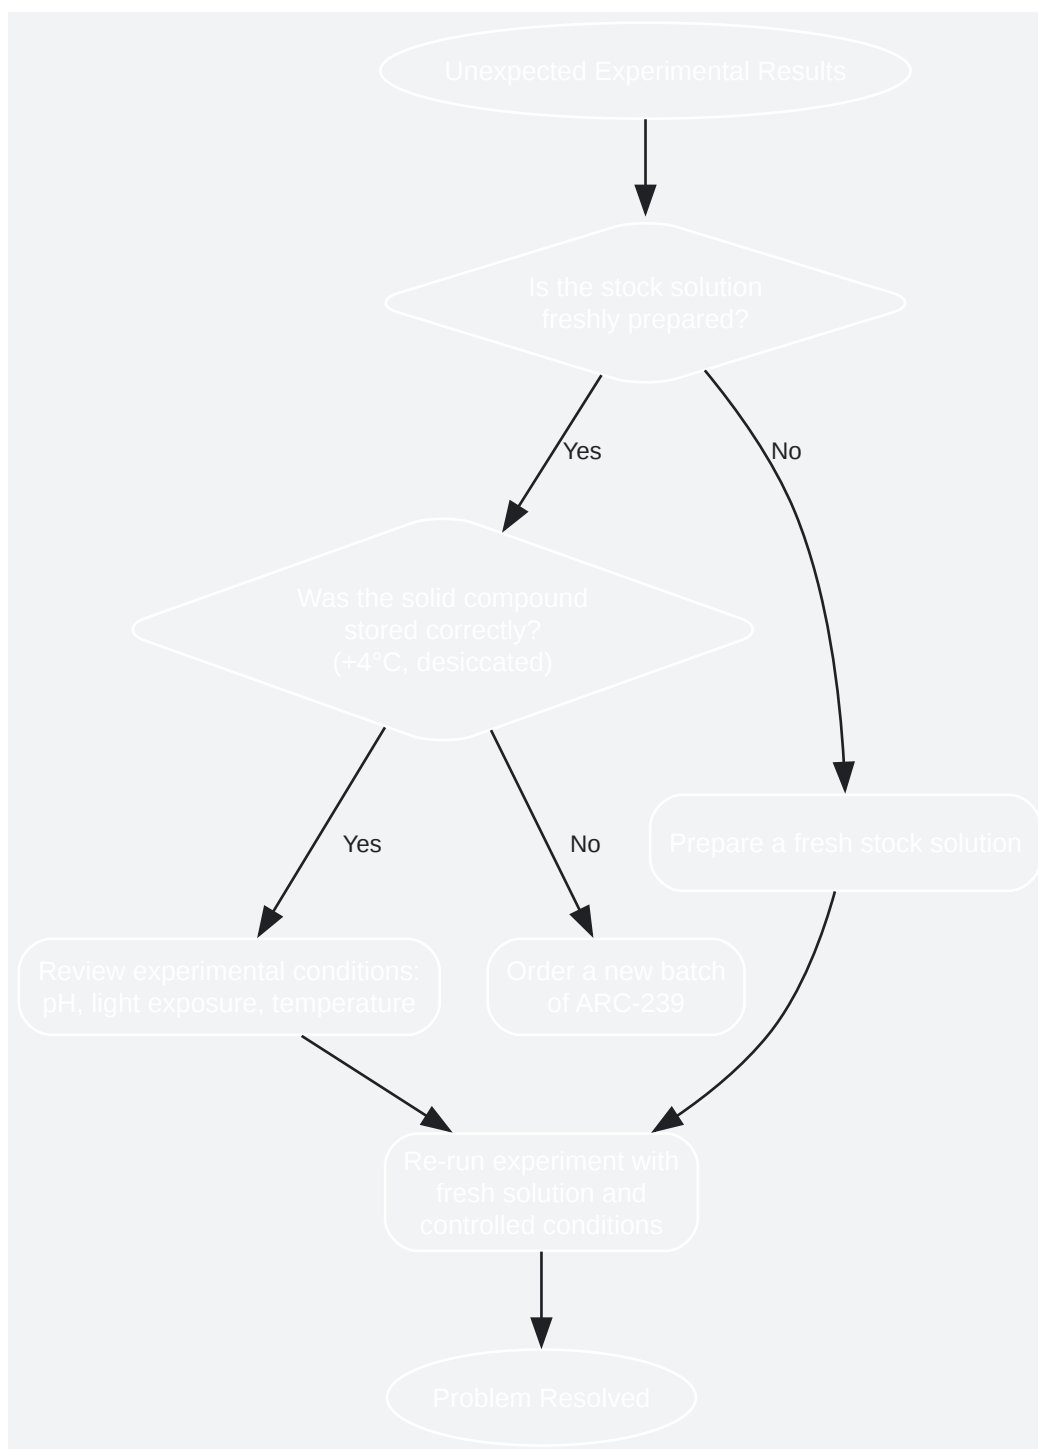 Unexpected Experimental Results
Is the stock solution
freshly prepared?
Yes
No
Was the solid compound
stored correctly?
(+4°C, desiccated)
Yes
No
Prepare a fresh stock solution
Review experimental conditions:
pH, light exposure, temperature
Order a new batch
of ARC-239
Re-run experiment with
fresh solution and
controlled conditions
Problem Resolved